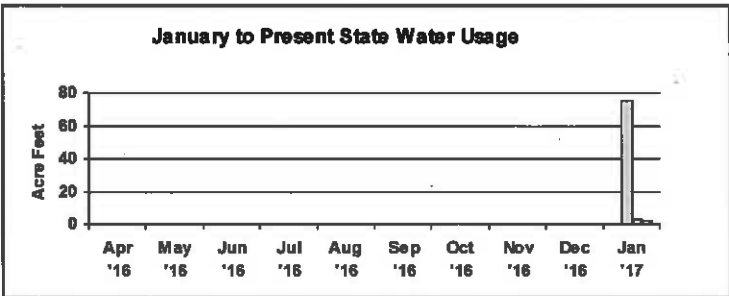 January to Present State Water Usage
Acre Feet
80
60
40
20
0
Apr May Jun Jul Aug Sep Oct Nov Dec Jan
'16 '16 '16 '16 '16 '16 '16 '16 '16 '17